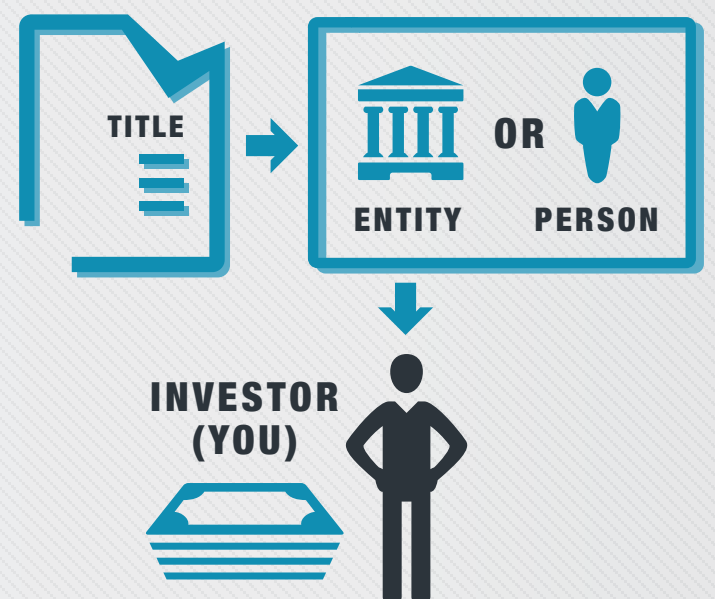 TITLE
OR
ENTITY
PERSON
INVESTOR
(YOU)